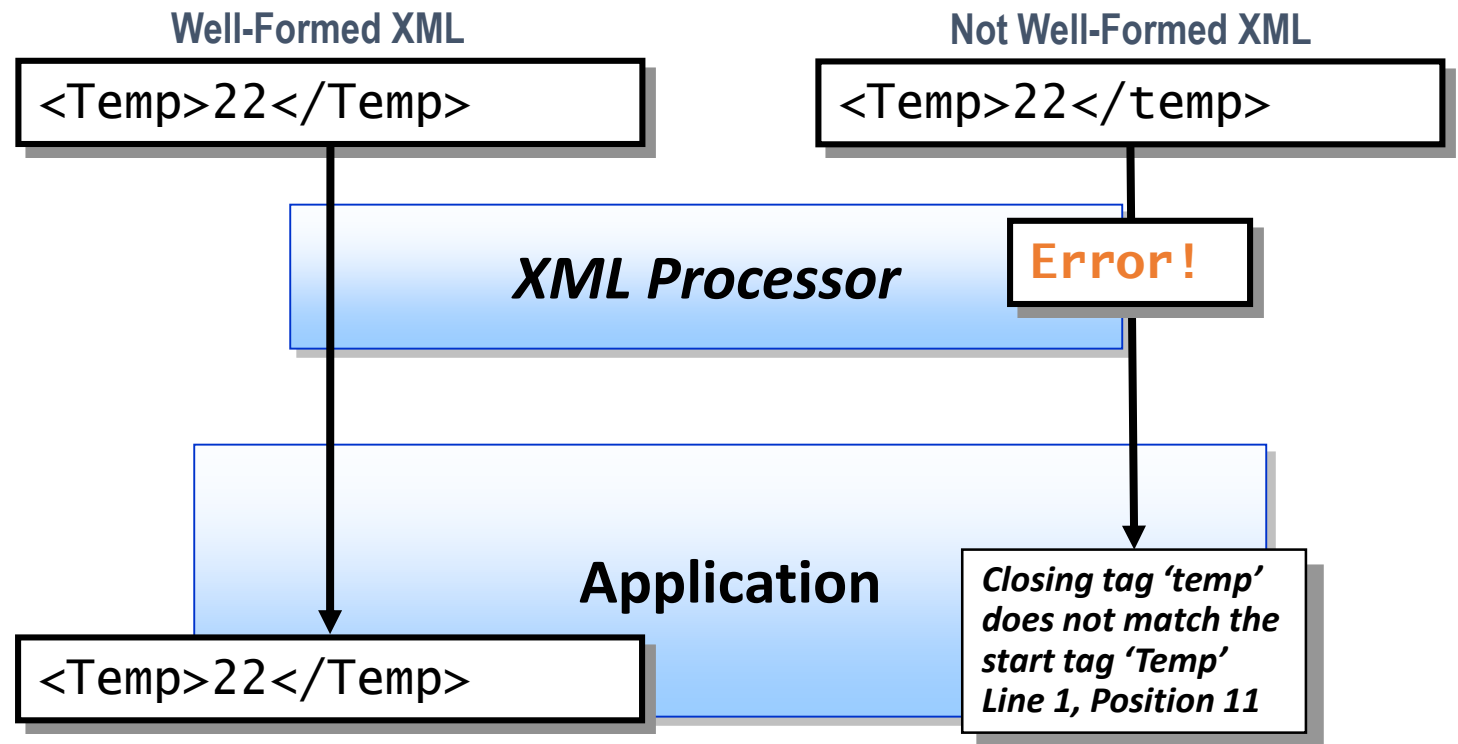 Well-Formed XML
Not Well-Formed XML
<Temp>22</Temp>
<Temp>22</temp>
XML Processor
Error!
Application
Closing tag ‘temp’
does not match the
start tag ‘Temp’
Line 1, Position 11
<Temp>22</Temp>